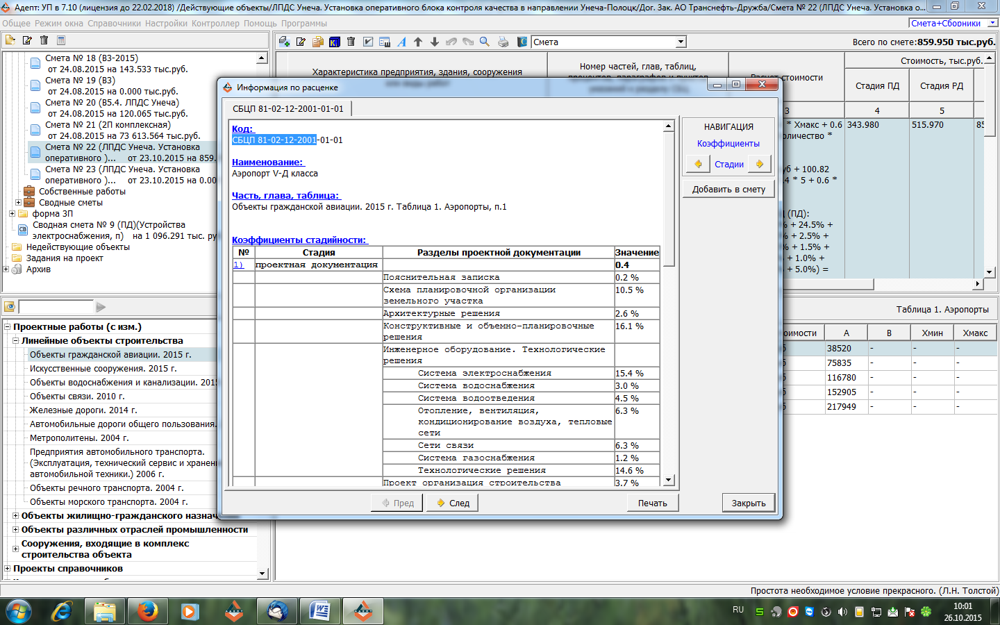 Адепт: УП в 7.10 (лицензия до 22.02.2018) /Действующие объекты/ЛПДС Унеча. Установка оперативного блока контроля качества в направлении Унеча-Полоцк/Дог. Зак. АО Транснефть-Дружба/Смета № 22 (ЛПДС Унеча. Установка о...
Общее Режим окна Справочники Настройки Контроллер Помощь Программы
Смета+Сборники
Смета
Всего по смете:859.950 тыс.руб.
Смета № 18 (В3-2015)
от 24.08.2015 на 143.533 тыс.руб.
Смета № 19 (В3)
от 24.08.2015 на 0.000 тыс.руб.
Смета № 20 (В5.4. ЛПДС Унеча)
от 24.08.2015 на 120.065 тыс.руб.
Смета № 21 (2П комплексная)
от 24.08.2015 на 73 613.564 тыс.руб.
Смета № 22 (ЛПДС Унеча. Установка
оперативного )... от 23.10.2015 на 859.
Смета № 23 (ЛПДС Унеча. Установка
оперативного )... от 23.10.2015 на 0.00
Собственные работы
Сводные сметы
форма 3П
Сводная смета № 9 (ПД)(Устройства
электроснабжения, п) на 1 096.291 тыс. ру
Недействующие объекты
Задания на проект
Архив
Характеристика предприятия, здания, сооружения
Номер частей, глав, таблиц,
Стоимость, тыс.руб.
стоимости
Стадия ПД
Стадия РД
3
4
5
* Хмакс + 0.6
оличество *
343.980
515.970
85
уб + 100.82
4 * 5 + 0.6 *
(ПД):
% + 24.5% +
% + 2.5% +
% + 1.5% +
% + 1.0% +
% + 5.0%) =
Информация по расценке
СБЦП 81-02-12-2001-01-01
Код:
СБЦП 81-02-12-2001-01-01
Наименование:
Аэропорт V-Д класса
Часть, глава, таблица:
Объекты гражданской авиации. 2015 г. Таблица 1. Аэропорты, п.1
Коэффициенты стадийности:
№ Стадия Разделы проектной документации Значение
1) проектная документация 0.4
Пояснительная записка 0.2 %
Схема планировочной организации
земельного участка 10.5 %
Архитектурные решения 2.6 %
Конструктивные и объемно-планировочные
решения 16.1 %
Инженерное оборудование. Технологические
решения
Система электроснабжения 15.4 %
Система водоснабжения 3.0 %
Система водоотведения 4.5 %
Отопление, вентиляция,
кондиционирование воздуха, тепловые
сети 6.3 %
Сети связи 6.3 %
Система газоснабжения 1.2 %
Технологические решения 14.6 %
Проект организация строительства 3.7 %
НАВИГАЦИЯ
Коэффициенты
Стадии
Добавить в смету
Пред
След
Печать
Закрыть
Проектные работы (с изм.)
Линейные объекты строительства
Объекты гражданской авиации. 2015 г.
Искусственные сооружения. 2015 г.
Объекты водоснабжения и канализации. 2015
Объекты связи. 2010 г.
Железные дороги. 2014 г.
Автомобильные дороги общего пользования.
Метрополитены. 2004 г.
Предприятия автомобильного транспорта.
(Эксплуатация, технический сервис и хранени
автомобильной техники.) 2006 г.
Объекты речного транспорта. 2004 г.
Объекты морского транспорта. 2004 г.
Объекты жилищно-гражданского назначения
Объекты различных отраслей промышленности
Сооружения, входящие в комплекс
строительства объекта
Проекты справочников
Таблица 1. Аэропорты
оимости А В Хмин Хмакс
б 38520 - - -
б 75835 - - -
б 116780 - - -
б 152905 - - -
б 217949 - - -
Простота необходимое условие прекрасного. (Л.Н. Толстой)
RU
10:01
26.10.2015